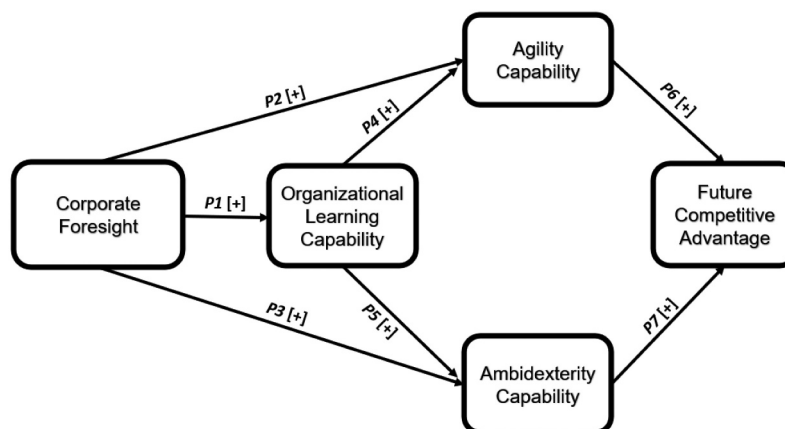 Agility
Capability
P2 [+]
P4 [+]
P6 [+]
Corporate
Foresight
P1 [+]
Organizational
Learning
Capability
Future
Competitive
Advantage
P3 [+]
P5 [+]
P7 [+]
Ambidexterity
Capability